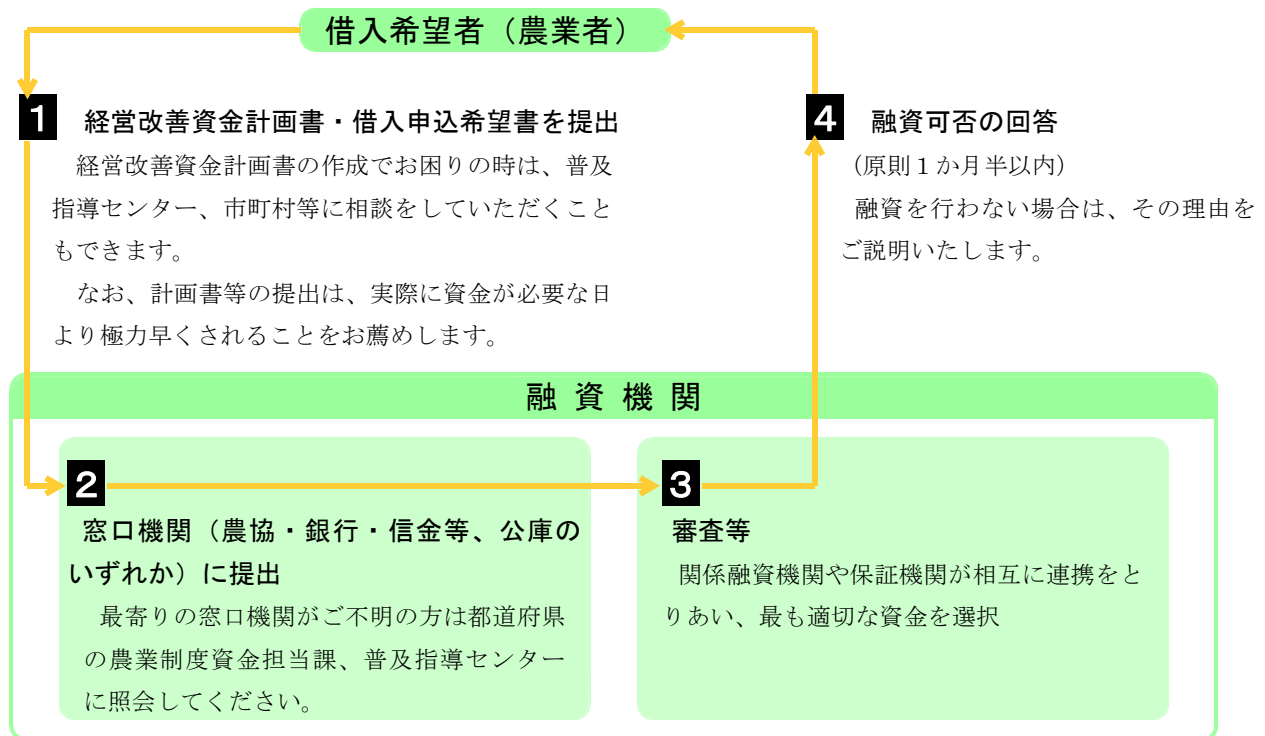 借入希望者（農業者）
1 経営改善資金計画書・借入申込希望書を提出
経営改善資金計画書の作成でお困りの時は、普及
指導センター、市町村等に相談をしていただくこと
もできます。
なお、計画書等の提出は、実際に資金が必要な日
より極力早くされることをお薦めします。
4 融資可否の回答
（原則１か月半以内）
融資を行わない場合は、その理由を
ご説明いたします。
融 資 機 関
2
窓口機関（農協・銀行・信金等、公庫の
いずれか）に提出
最寄りの窓口機関がご不明の方は都道府県
の農業制度資金担当課、普及指導センター
に照会してください。
3
審査等
関係融資機関や保証機関が相互に連携をと
りあい、最も適切な資金を選択